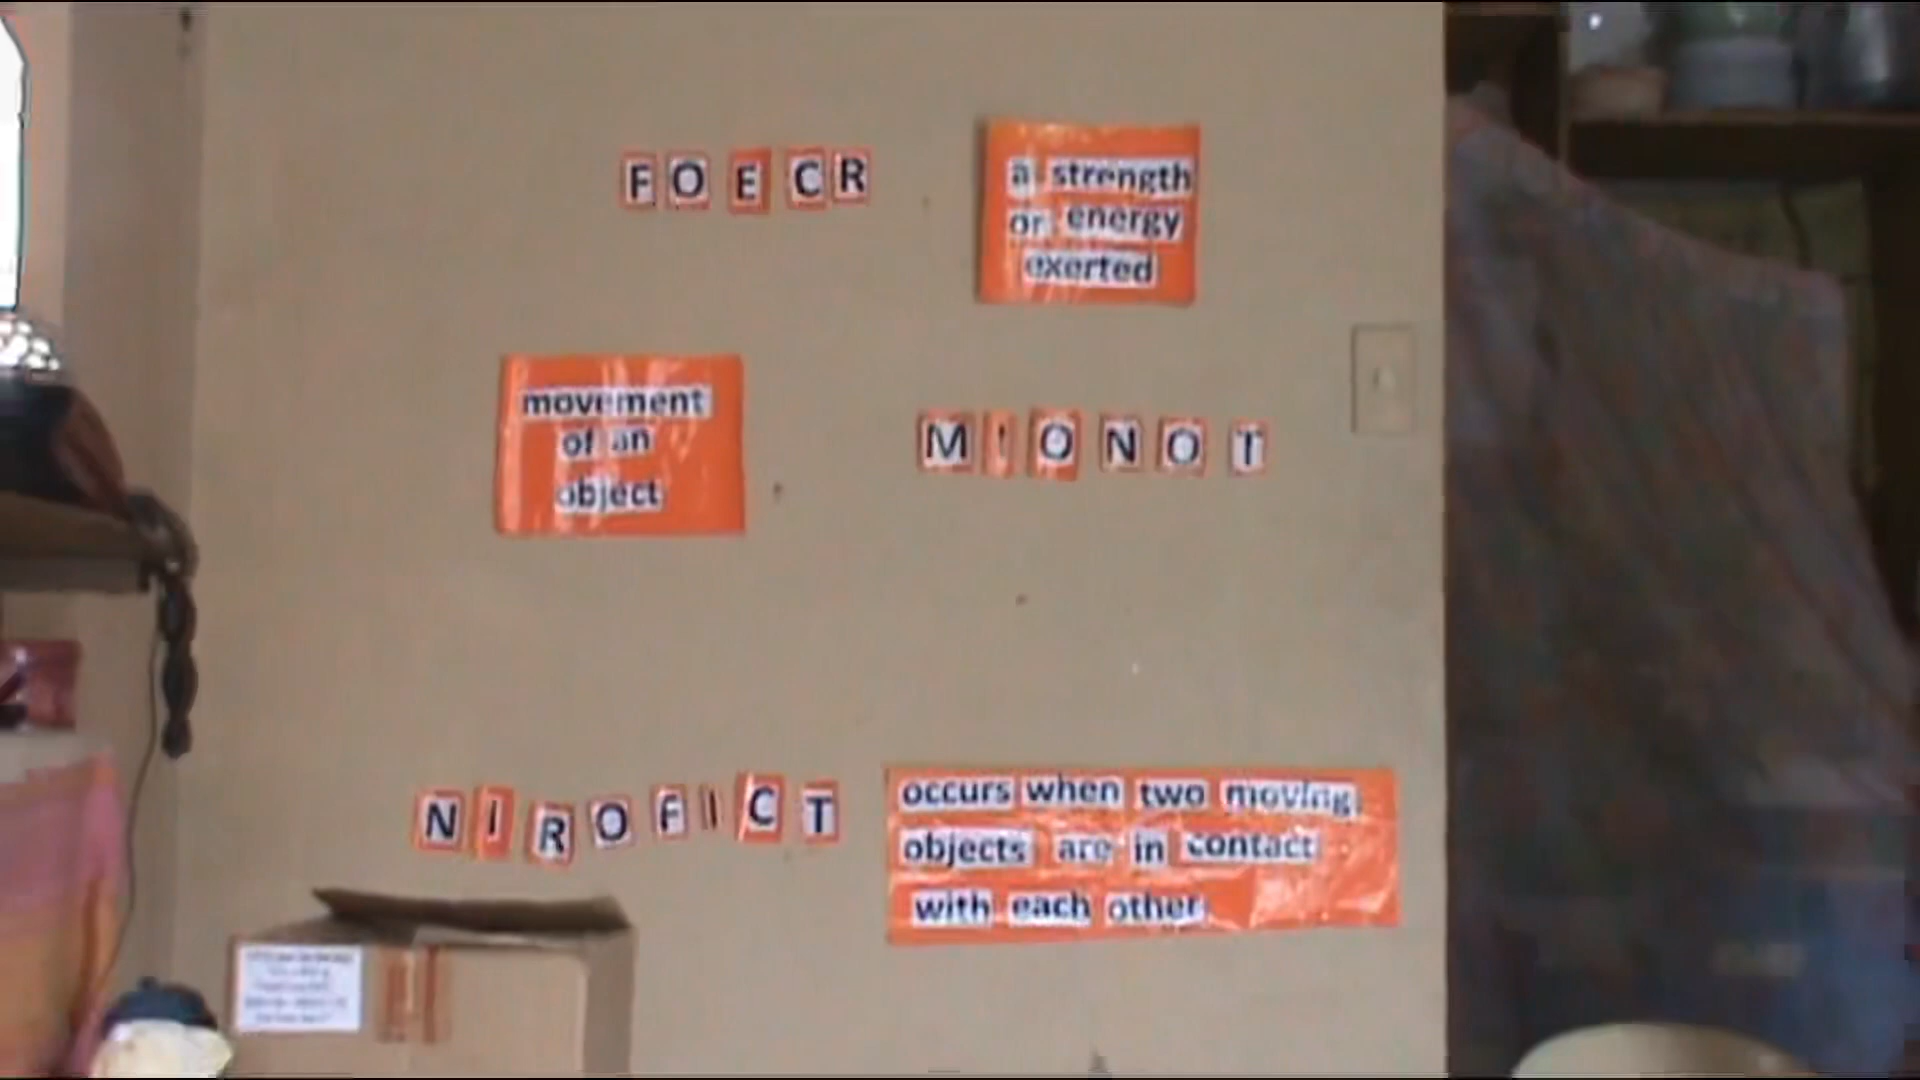 FOECR
a strength
or energy
exerted
movement
of an
object
MIONOT
NIROFICT
occurs when two moving
objects are in contact
with each other